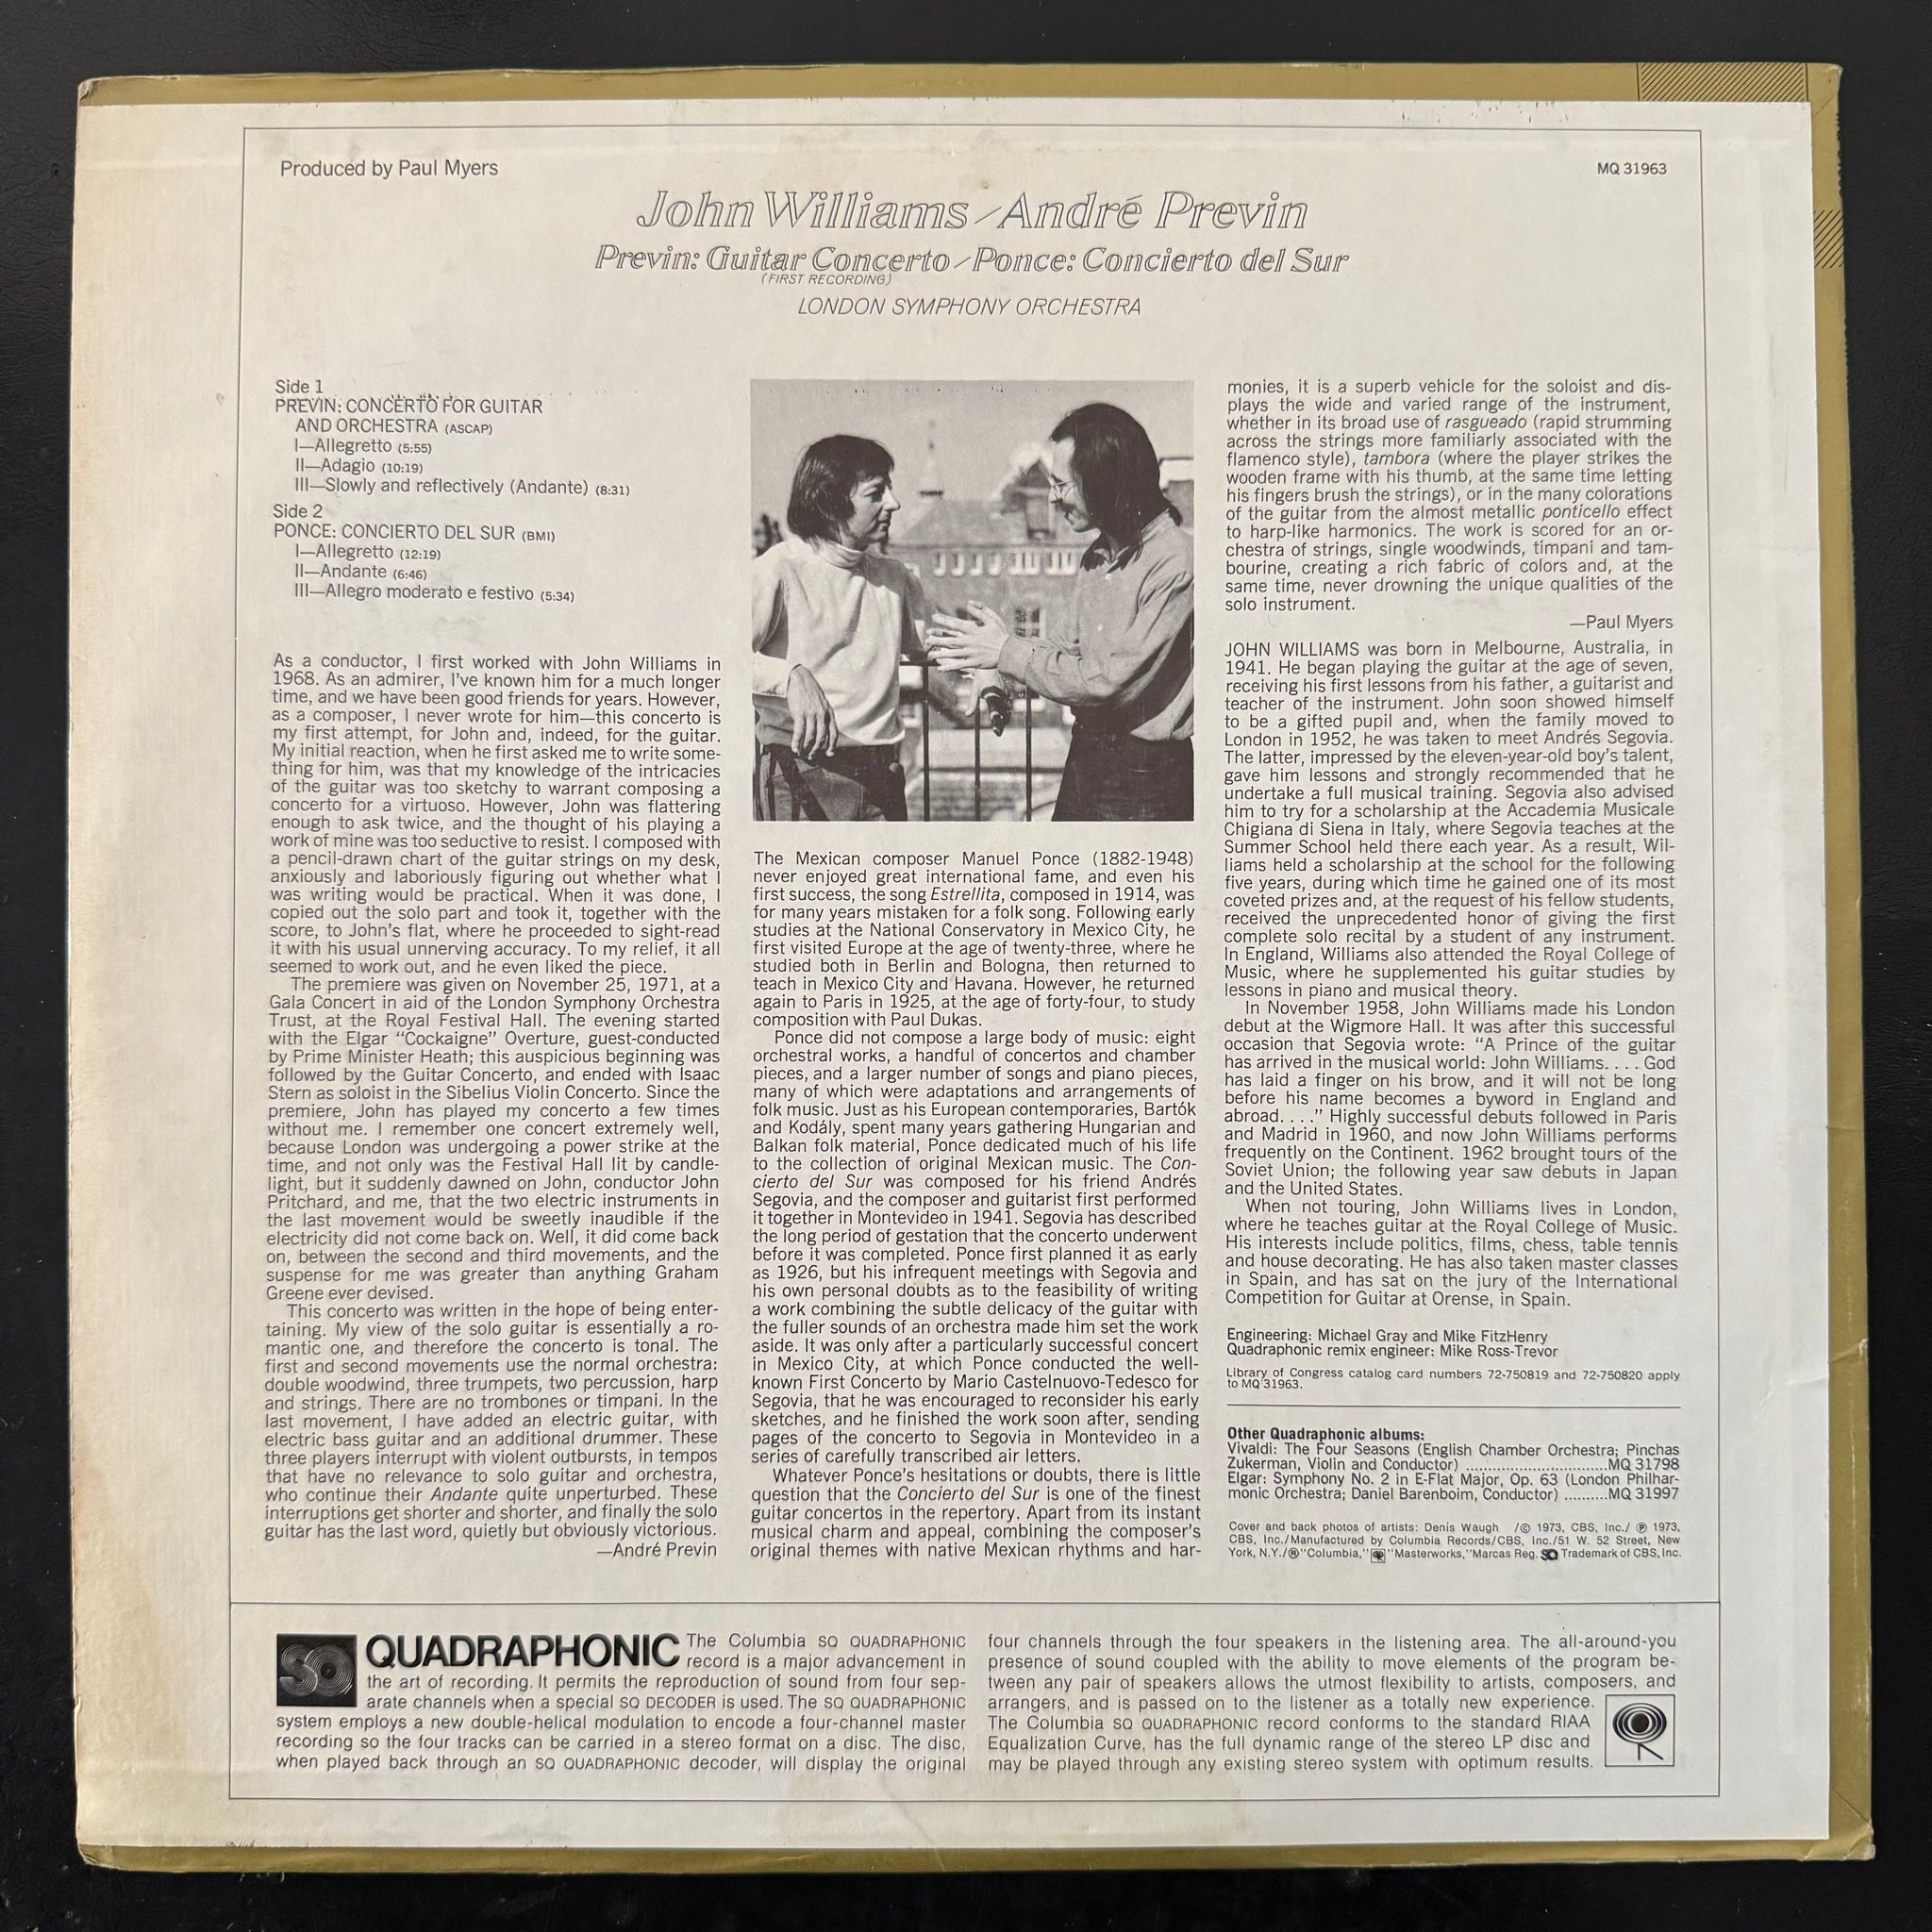 Produced by Paul Myers
MQ 31963
John Williams/André Previn
Previn: Guitar Concerto/Ponce: Concierto del Sur
(FIRST RECORDING)
LONDON SYMPHONY ORCHESTRA
Side 1
PREVIN: CONCERTO FOR GUITAR
AND ORCHESTRA (ASCAP)
I—Allegretto (5:55)
II—Adagio (10:19)
III—Slowly and reflectively (Andante) (8:31)
Side 2
PONCE: CONCIERTO DEL SUR (BMI)
I—Allegretto (12:19)
II—Andante (6:46)
III—Allegro moderato e festivo (5:34)
As a conductor, I first worked with John Williams in
1968. As an admirer, I've known him for a much longer
time, and we have been good friends for years. However,
as a composer, I never wrote for him—this concerto is
my first attempt, for John and, indeed, for the guitar.
My initial reaction, when he first asked me to write some-
thing for him, was that my knowledge of the intricacies
of the guitar was too sketchy to warrant composing a
concerto for a virtuoso. However, John was flattering
enough to ask twice, and the thought of his playing a
work of mine was too seductive to resist. I composed with
a pencil-drawn chart of the guitar strings on my desk,
anxiously and laboriously figuring out whether what I
was writing would be practical. When it was done, I
copied out the solo part and took it, together with the
score, to John's flat, where he proceeded to sight-read
it with his usual unnerving accuracy. To my relief, it all
seemed to work out, and he even liked the piece.
The premiere was given on November 25, 1971, at a
Gala Concert in aid of the London Symphony Orchestra
Trust, at the Royal Festival Hall. The evening started
with the Elgar "Cockaigne" Overture, guest-conducted
by Prime Minister Heath; this auspicious beginning was
followed by the Guitar Concerto, and ended with Isaac
Stern as soloist in the Sibelius Violin Concerto. Since the
premiere, John has played my concerto a few times
without me. I remember one concert extremely well,
because London was undergoing a power strike at the
time, and not only was the Festival Hall lit by candle-
light, but it suddenly dawned on John, conductor John
Pritchard, and me, that the two electric instruments in
the last movement would be sweetly inaudible if the
electricity did not come back on. Well, it did come back
on, between the second and third movements, and the
suspense for me was greater than anything Graham
Greene ever devised.
This concerto was written in the hope of being enter-
taining. My view of the solo guitar is essentially a ro-
mantic one, and therefore the concerto is tonal. The
first and second movements use the normal orchestra:
double woodwind, three trumpets, two percussion, harp
and strings. There are no trombones or timpani. In the
last movement, I have added an electric guitar, with
electric bass guitar and an additional drummer. These
three players interrupt with violent outbursts, in tempos
that have no relevance to solo guitar and orchestra,
who continue their Andante quite unperturbed. These
interruptions get shorter and shorter, and finally the solo
guitar has the last word, quietly but obviously victorious.
—André Previn
The Mexican composer Manuel Ponce (1882-1948)
never enjoyed great international fame, and even his
first success, the song Estrellita, composed in 1914, was
for many years mistaken for a folk song. Following early
studies at the National Conservatory in Mexico City, he
first visited Europe at the age of twenty-three, where he
studied both in Berlin and Bologna, then returned to
teach in Mexico City and Havana. However, he returned
again to Paris in 1925, at the age of forty-four, to study
composition with Paul Dukas.
Ponce did not compose a large body of music: eight
orchestral works, a handful of concertos and chamber
pieces, and a larger number of songs and piano pieces,
many of which were adaptations and arrangements of
folk music. Just as his European contemporaries, Bartók
and Kodály, spent many years gathering Hungarian and
Balkan folk material, Ponce dedicated much of his life
to the collection of original Mexican music. The Con-
cierto del Sur was composed for his friend Andrés
Segovia, and the composer and guitarist first performed
it together in Montevideo in 1941. Segovia has described
the long period of gestation that the concerto underwent
before it was completed. Ponce first planned it as early
as 1926, but his infrequent meetings with Segovia and
his own personal doubts as to the feasibility of writing
a work combining the subtle delicacy of the guitar with
the fuller sounds of an orchestra made him set the work
aside. It was only after a particularly successful concert
in Mexico City, at which Ponce conducted the well-
known First Concerto by Mario Castelnuovo-Tedesco for
Segovia, that he was encouraged to reconsider his early
sketches, and he finished the work soon after, sending
pages of the concerto to Segovia in Montevideo in a
series of carefully transcribed air letters.
Whatever Ponce's hesitations or doubts, there is little
question that the Concierto del Sur is one of the finest
guitar concertos in the repertory. Apart from its instant
musical charm and appeal, combining the composer's
original themes with native Mexican rhythms and har-
monies, it is a superb vehicle for the soloist and dis-
plays the wide and varied range of the instrument,
whether in its broad use of rasgueado (rapid strumming
across the strings more familiarly associated with the
flamenco style), tambora (where the player strikes the
wooden frame with his thumb, at the same time letting
his fingers brush the strings), or in the many colorations
of the guitar from the almost metallic ponticello effect
to harp-like harmonics. The work is scored for an or-
chestra of strings, single woodwinds, timpani and tam-
bourine, creating a rich fabric of colors and, at the
same time, never drowning the unique qualities of the
solo instrument.
—Paul Myers
JOHN WILLIAMS was born in Melbourne, Australia, in
1941. He began playing the guitar at the age of seven,
receiving his first lessons from his father, a guitarist and
teacher of the instrument. John soon showed himself
to be a gifted pupil and, when the family moved to
London in 1952, he was taken to meet Andrés Segovia.
The latter, impressed by the eleven-year-old boy's talent,
gave him lessons and strongly recommended that he
undertake a full musical training. Segovia also advised
him to try for a scholarship at the Accademia Musicale
Chigiana di Siena in Italy, where Segovia teaches at the
Summer School held there each year. As a result, Wil-
liams held a scholarship at the school for the following
five years, during which time he gained one of its most
coveted prizes and, at the request of his fellow students,
received the unprecedented honor of giving the first
complete solo recital by a student of any instrument.
In England, Williams also attended the Royal College of
Music, where he supplemented his guitar studies by
lessons in piano and musical theory.
In November 1958, John Williams made his London
debut at the Wigmore Hall. It was after this successful
occasion that Segovia wrote: "A Prince of the guitar
has arrived in the musical world: John Williams. . . . God
has laid a finger on his brow, and it will not be long
before his name becomes a byword in England and
abroad. . . ." Highly successful debuts followed in Paris
and Madrid in 1960, and now John Williams performs
frequently on the Continent. 1962 brought tours of the
Soviet Union; the following year saw debuts in Japan
and the United States.
When not touring, John Williams lives in London,
where he teaches guitar at the Royal College of Music.
His interests include politics, films, chess, table tennis
and house decorating. He has also taken master classes
in Spain, and has sat on the jury of the International
Competition for Guitar at Orense, in Spain.
Engineering: Michael Gray and Mike FitzHenry
Quadraphonic remix engineer: Mike Ross-Trevor
Library of Congress catalog card numbers 72-750819 and 72-750820 apply
to MQ 31963.
Other Quadraphonic albums:
Vivaldi: The Four Seasons (English Chamber Orchestra; Pinchas
Zukerman, Violin and Conductor) ..............................MQ 31798
Elgar: Symphony No. 2 in E-Flat Major, Op. 63 (London Philhar-
monic Orchestra; Daniel Barenboim, Conductor) ..........MQ 31997
Cover and back photos of artists: Denis Waugh /© 1973, CBS, Inc./ ℗ 1973,
CBS, Inc./Manufactured by Columbia Records/CBS, Inc./51 W. 52 Street, New
York, N.Y./®"Columbia," "Masterworks," Marcas Reg. SQ Trademark of CBS, Inc.
SQ QUADRAPHONIC The Columbia SQ QUADRAPHONIC
record is a major advancement in
the art of recording. It permits the reproduction of sound from four sep-
arate channels when a special SQ DECODER is used. The SQ QUADRAPHONIC
system employs a new double-helical modulation to encode a four-channel master
recording so the four tracks can be carried in a stereo format on a disc. The disc,
when played back through an SQ QUADRAPHONIC decoder, will display the original
four channels through the four speakers in the listening area. The all-around-you
presence of sound coupled with the ability to move elements of the program be-
tween any pair of speakers allows the utmost flexibility to artists, composers, and
arrangers, and is passed on to the listener as a totally new experience.
The Columbia SQ QUADRAPHONIC record conforms to the standard RIAA
Equalization Curve, has the full dynamic range of the stereo LP disc and
may be played through any existing stereo system with optimum results.